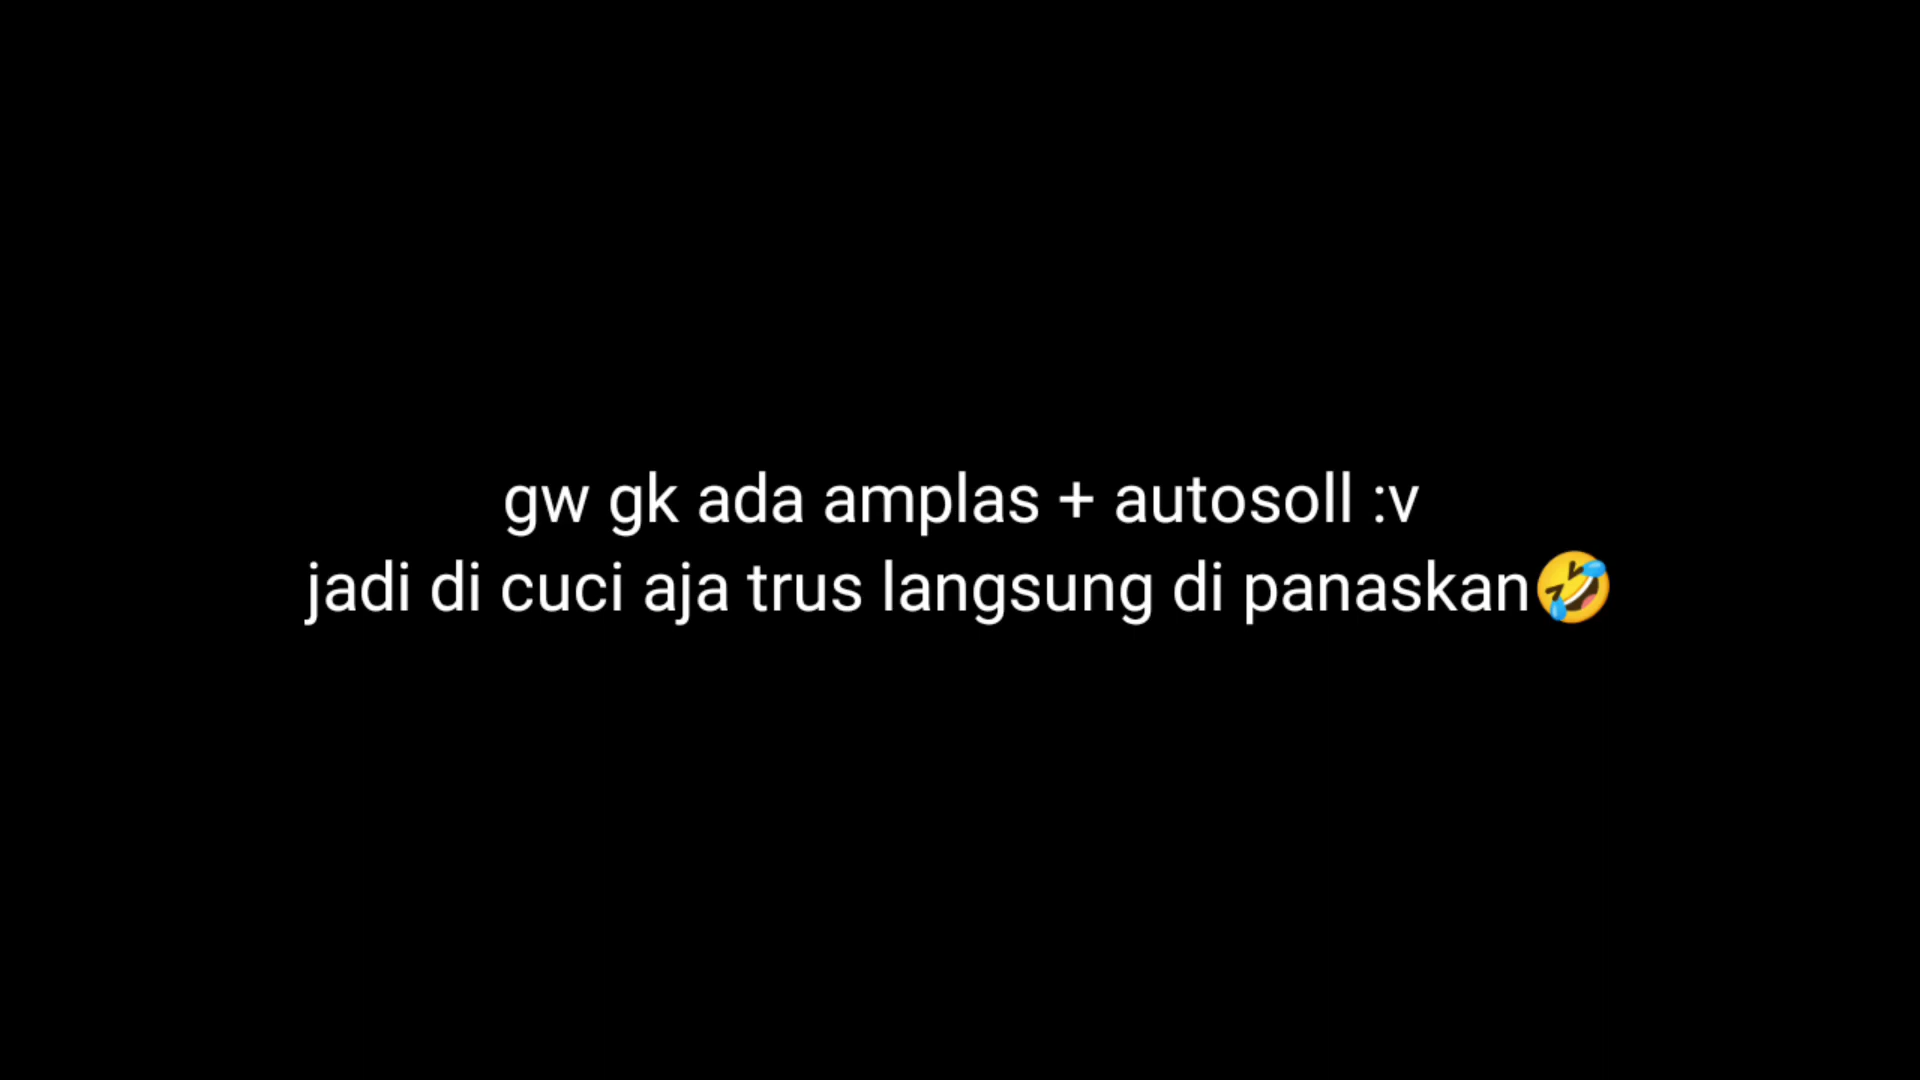 gw gk ada amplas + autosoll :v
jadi di cuci aja trus langsung di panaskan🤣